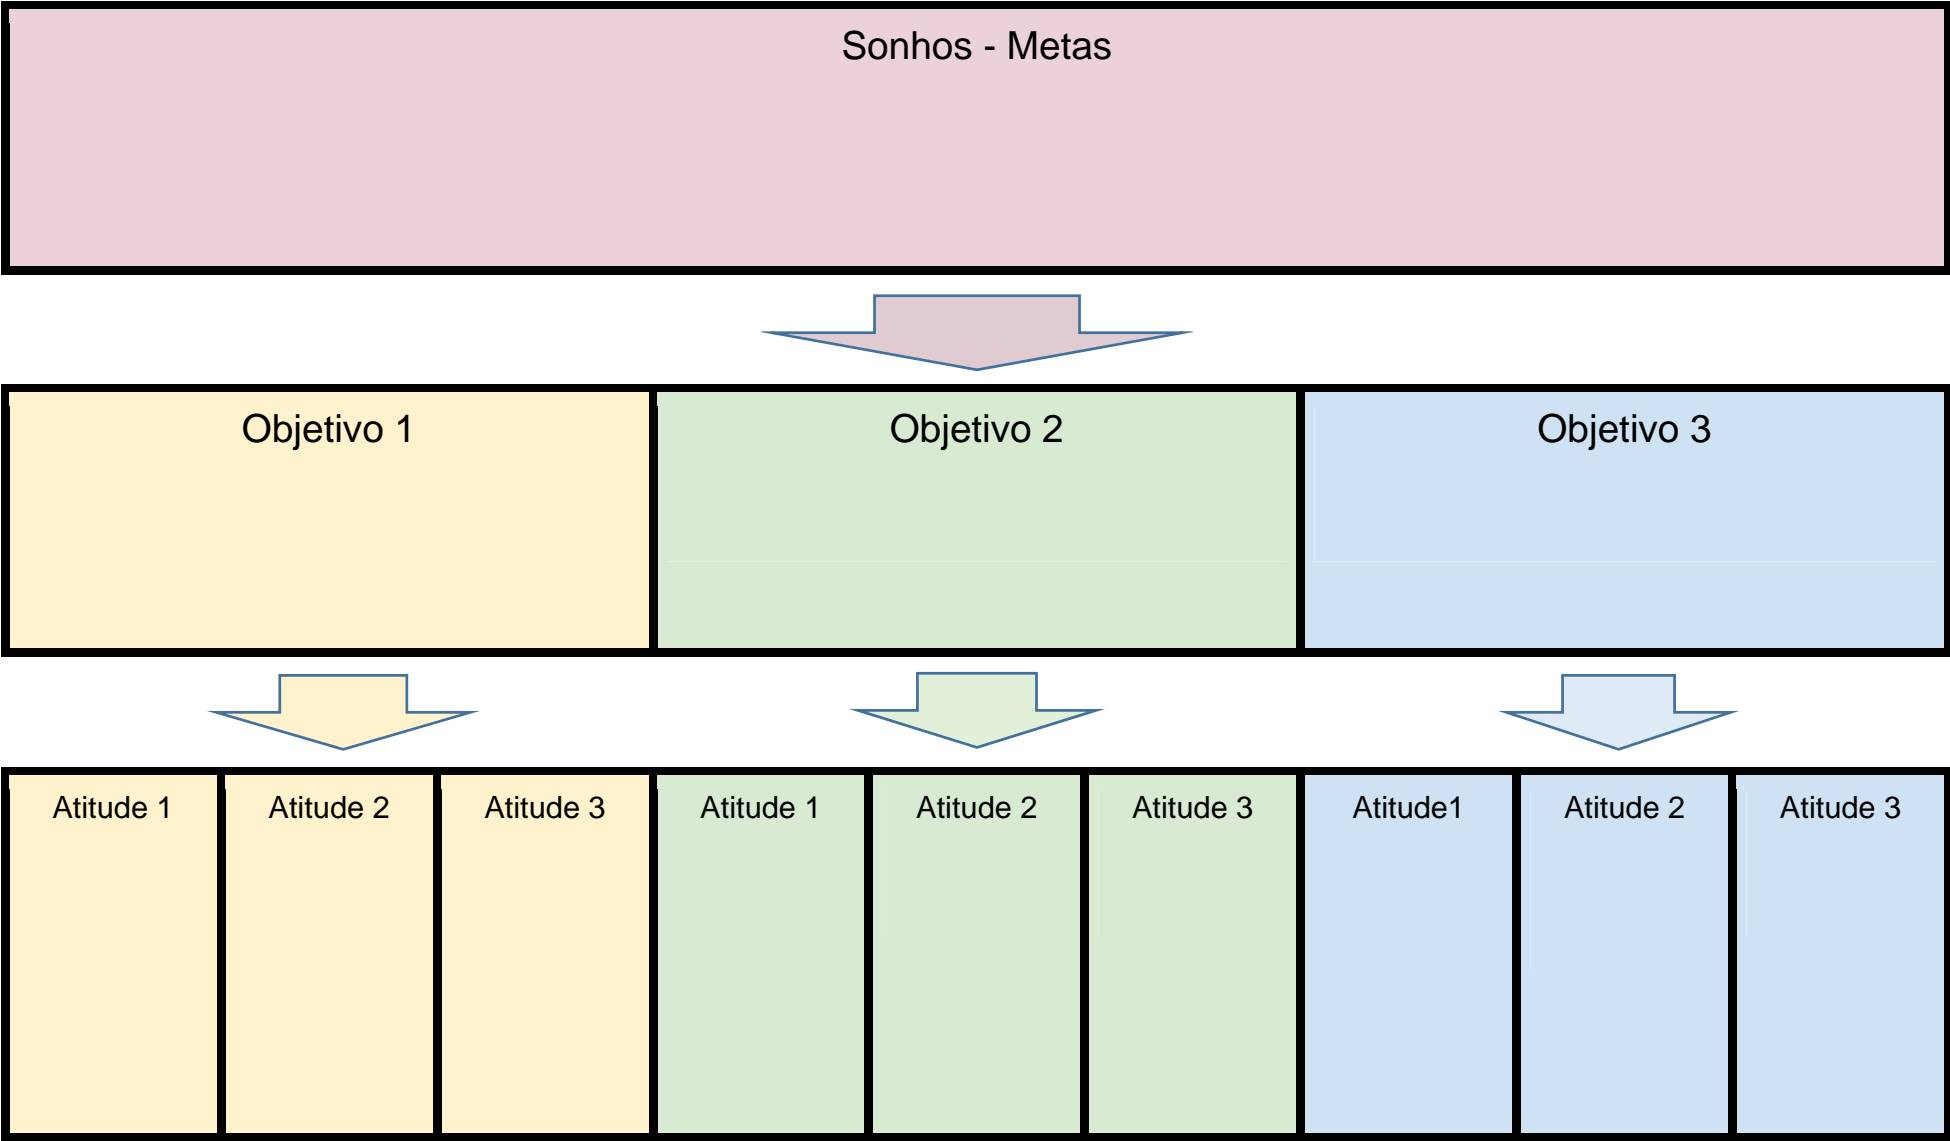 Sonhos - Metas
Objetivo 1
Objetivo 2
Objetivo 3
Atitude 1
Atitude 2
Atitude 3
Atitude 1
Atitude 2
Atitude 3
Atitude1
Atitude 2
Atitude 3